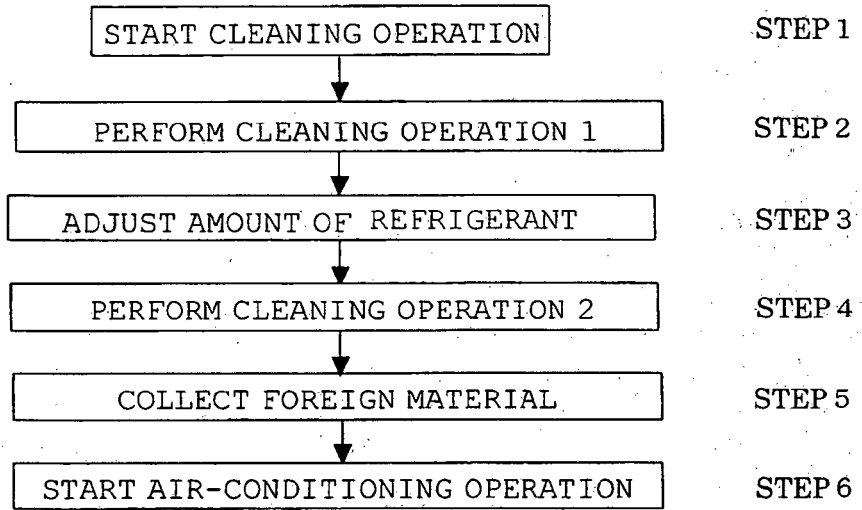 START CLEANING OPERATION STEP 1
PERFORM CLEANING OPERATION 1 STEP 2
ADJUST AMOUNT OF REFRIGERANT STEP 3
PERFORM CLEANING OPERATION 2 STEP 4
COLLECT FOREIGN MATERIAL STEP 5
START AIR-CONDITIONING OPERATION STEP 6